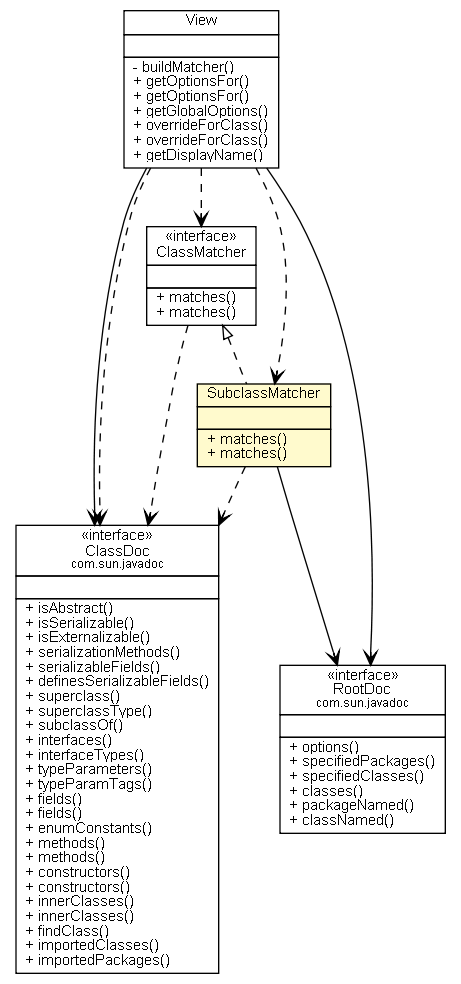 View
- buildMatcher()
+ getOptionsFor()
+ getOptionsFor()
+ getGlobalOptions()
+ overrideForClass()
+ overrideForClass()
+ getDisplayName()
«interface»
ClassMatcher
+ matches()
+ matches()
SubclassMatcher
+ matches()
+ matches()
«interface»
ClassDoc
com.sun.javadoc
+ isAbstract()
+ isSerializable()
+ isExternalizable()
+ serializationMethods()
+ serializableFields()
+ definesSerializableFields()
+ superclass()
+ superclassType()
+ subclassOf()
+ interfaces()
+ interfaceTypes()
+ typeParameters()
+ typeParamTags()
+ fields()
+ fields()
+ enumConstants()
+ methods()
+ methods()
+ constructors()
+ constructors()
+ innerClasses()
+ innerClasses()
+ findClass()
+ importedClasses()
+ importedPackages()
«interface»
RootDoc
com.sun.javadoc
+ options()
+ specifiedPackages()
+ specifiedClasses()
+ classes()
+ packageNamed()
+ classNamed()